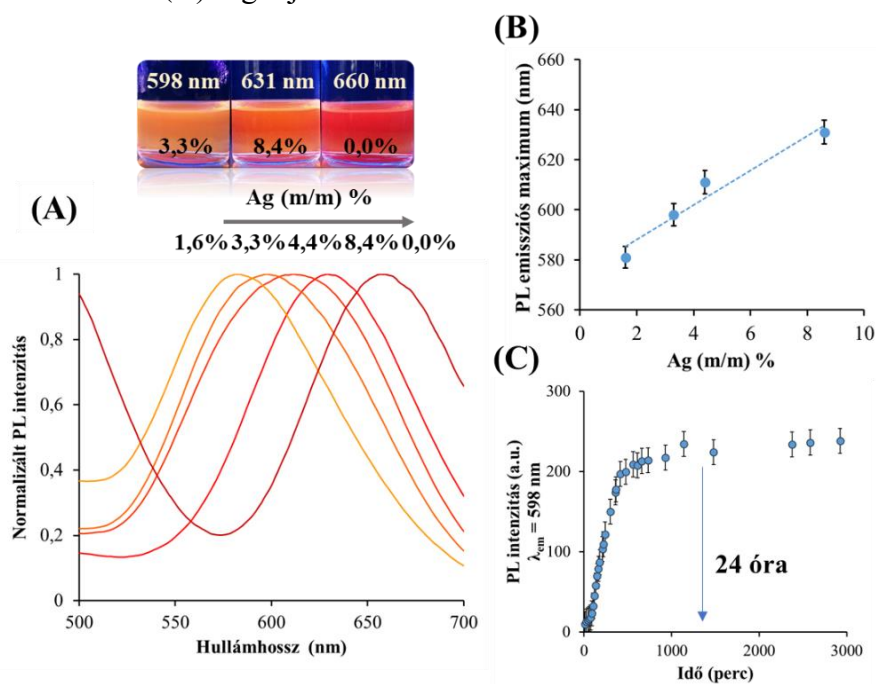 (B)
598 nm 631 nm 660 nm
3,3% 8,4% 0,0%
Ag (m/m) %
(A)
1,6% 3,3% 4,4% 8,4% 0,0%
Normalizált PL intenzitás
1
0,8
0,6
0,4
0,2
0
500 550 600 650 700
Hullámhossz (nm)
PL emissziós maximum (nm)
660
640
620
600
580
560
0 2 4 6 8 10
Ag (m/m) %
(C)
PL intenzitás (a.u.)
λem = 598 nm
300
200
100
0
24 óra
0 1000 2000 3000
Idő (perc)